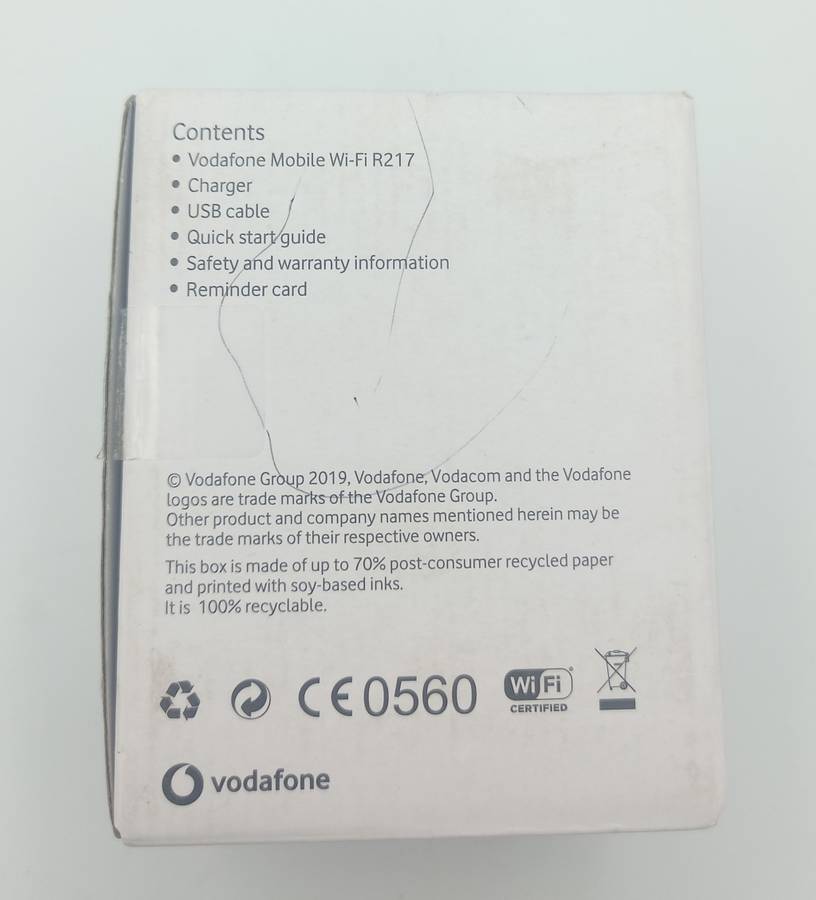 Contents
• Vodafone Mobile Wi-Fi R217
• Charger
• USB cable
• Quick start guide
• Safety and warranty information
• Reminder card
© Vodafone Group 2019, Vodafone, Vodacom and the Vodafone
logos are trade marks of the Vodafone Group.
Other product and company names mentioned herein may be
the trade marks of their respective owners.
This box is made of up to 70% post-consumer recycled paper
and printed with soy-based inks.
It is 100% recyclable.
CE0560
Wi Fi
CERTIFIED
vodafone